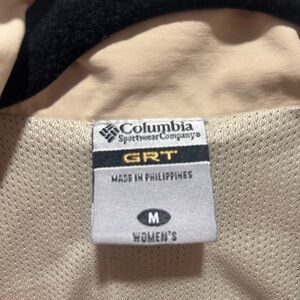 Columbia
Sportswear Company®
GRT
MADE IN PHILIPPINES
M
WOMEN'S